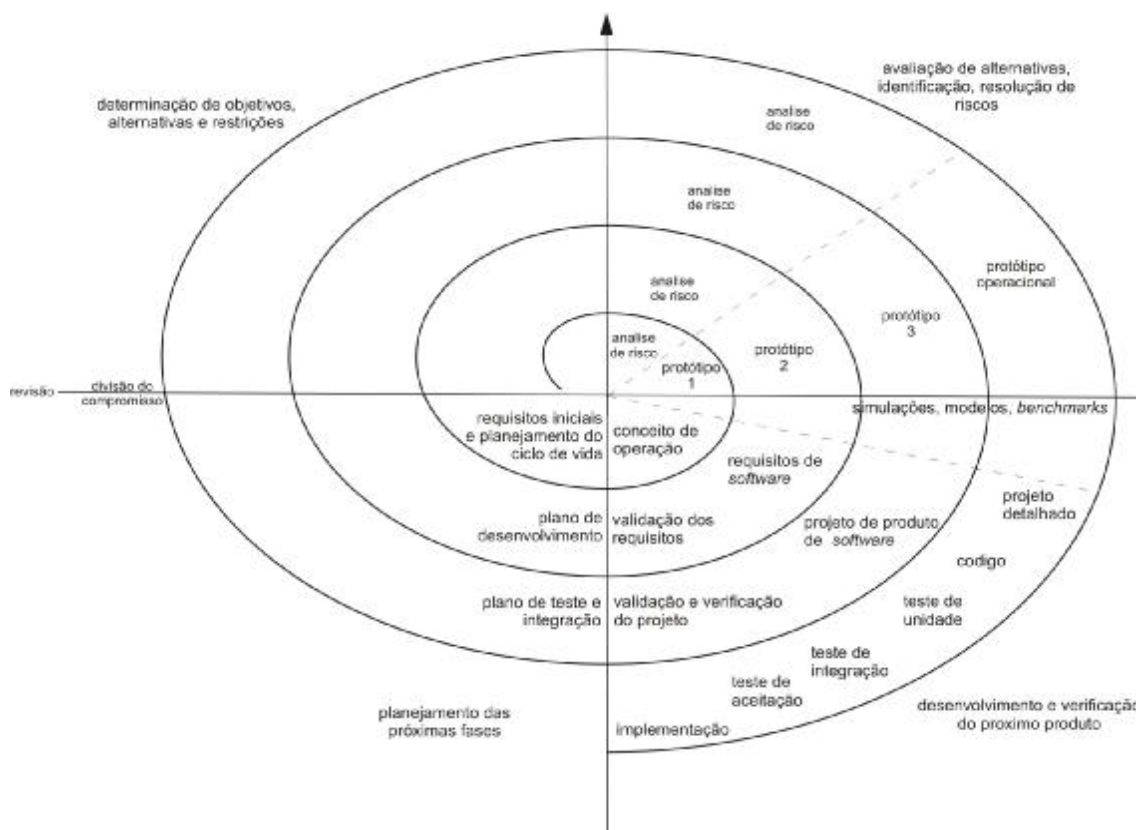 avaliação de alternativas,
identificação, resolução de
riscos
determinação de objetivos,
alternativas e restrições
analise
de risco
analise
de risco
analise
de risco
analise
de risco
protótipo
operacional
protótipo
3
protótipo
2
protótipo
1
revisão
divisão do
compromisso
simulações, modelos, benchmarks
requisitos iniciais
e planejamento do
ciclo de vida
conceito de
operação
requisitos de
software
projeto
detalhado
plano de
desenvolvimento
validação dos
requisitos
projeto de produto
de software
codigo
plano de teste e
integração
validação e verificação
do projeto
teste de
unidade
teste de
integração
teste de
aceitação
implementação
planejamento das
próximas fases
desenvolvimento e verificação
do proximo produto